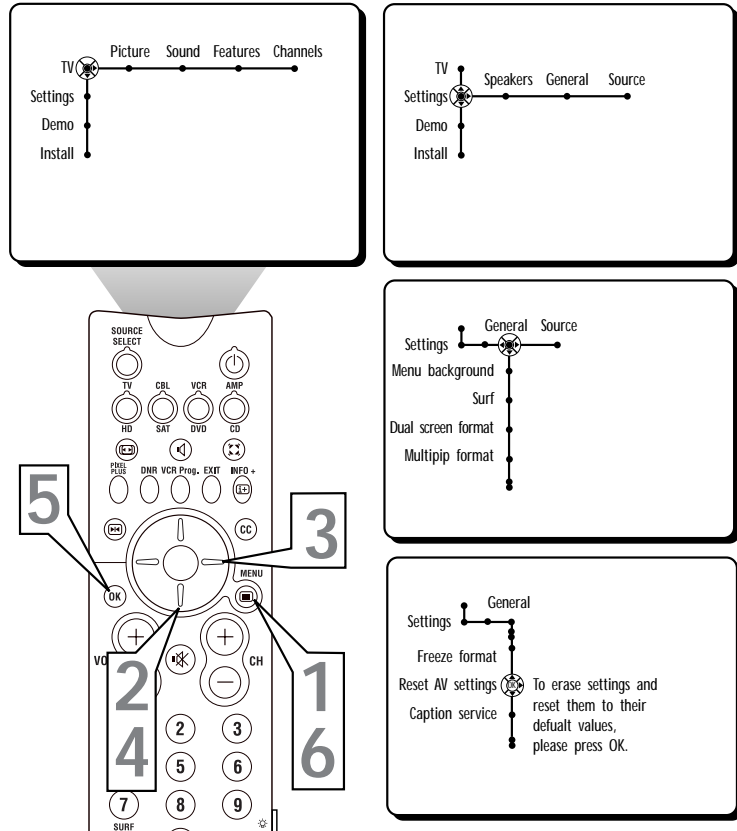 Picture Sound Features Channels
TV
Settings
Demo
Install
TV
Speakers General Source
Settings
Demo
Install
General Source
Settings
Menu background
Surf
Dual screen format
Multipip format
General
Settings
Freeze format
Reset AV settings OK To erase settings and
reset them to their
defualt values,
please press OK.
Caption service
SOURCE
SELECT
TV CBL VCR AMP
HD SAT DVD CD
PIXEL
PLUS DNR VCR Prog. EXIT INFO +
i+
CC
5
3
MENU
OK
+ +
VO CH
2
4
1
6
2 3
5 6
7 8 9
SURF